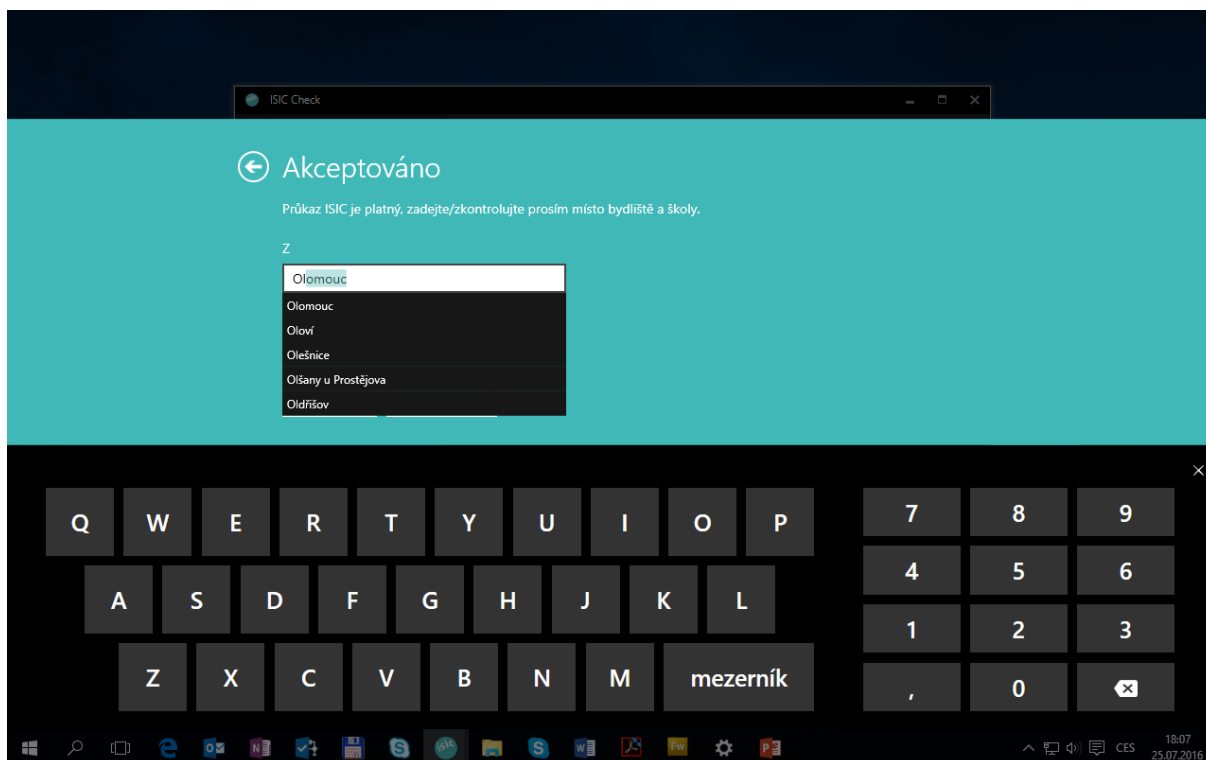 ISIC Check
Akceptováno
Průkaz ISIC je platný, zadejte/zkontrolujte prosím místo bydliště a školy.
Z
Olomouc
Olomouc
Oloví
Olešnice
Olšany u Prostějova
Oldřišov
Q W E R T Y U I O P
7 8 9
A S D F G H J K L
4 5 6
1 2 3
Z X C V B N M mezerník
, 0
CES
18:07
25.07.2016